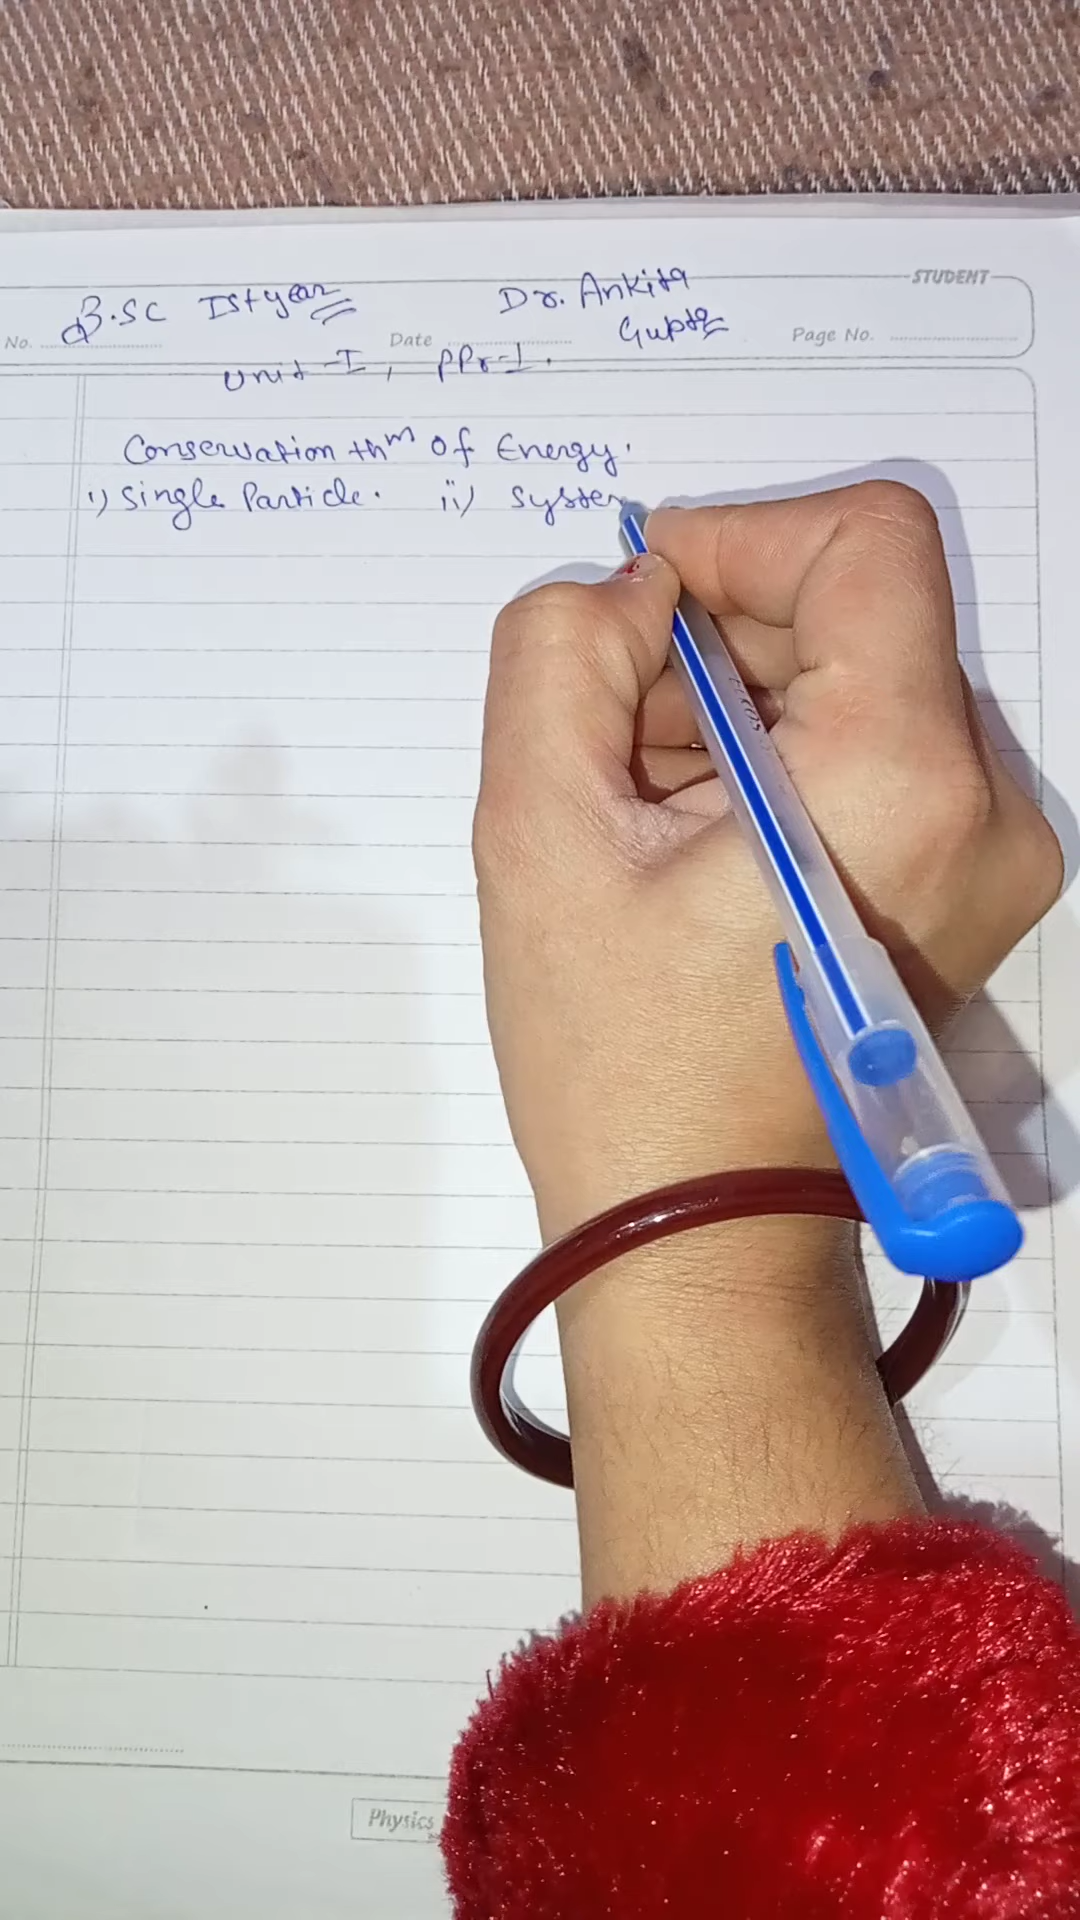 STUDENT
B.SC Ist year Dr. Ankita
Gupta
No. Date Page No.
Unit-I, PPr-I.
Conservation thm of Energy.
i) Single Particle. ii) System
Physics